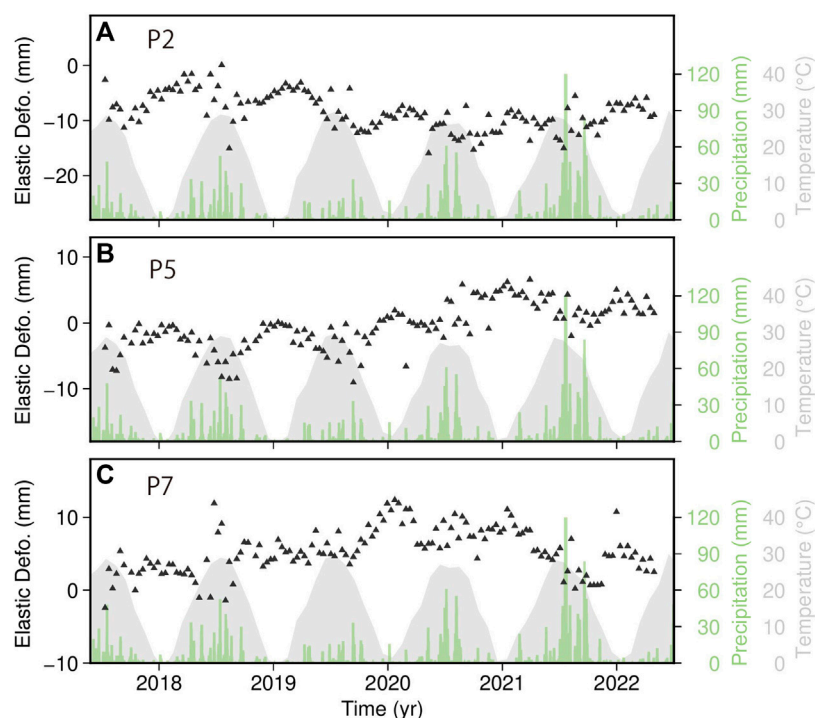 A
P2
Elastic Defo. (mm)
0
−10
−20
120
90
60
30
0
Precipitation (mm)
40
30
20
10
0
Temperature (°C)
B
P5
Elastic Defo. (mm)
10
0
−10
120
90
60
30
0
Precipitation (mm)
40
30
20
10
0
Temperature (°C)
C
P7
Elastic Defo. (mm)
10
0
−10
120
90
60
30
0
Precipitation (mm)
40
30
20
10
0
Temperature (°C)
2018 2019 2020 2021 2022
Time (yr)